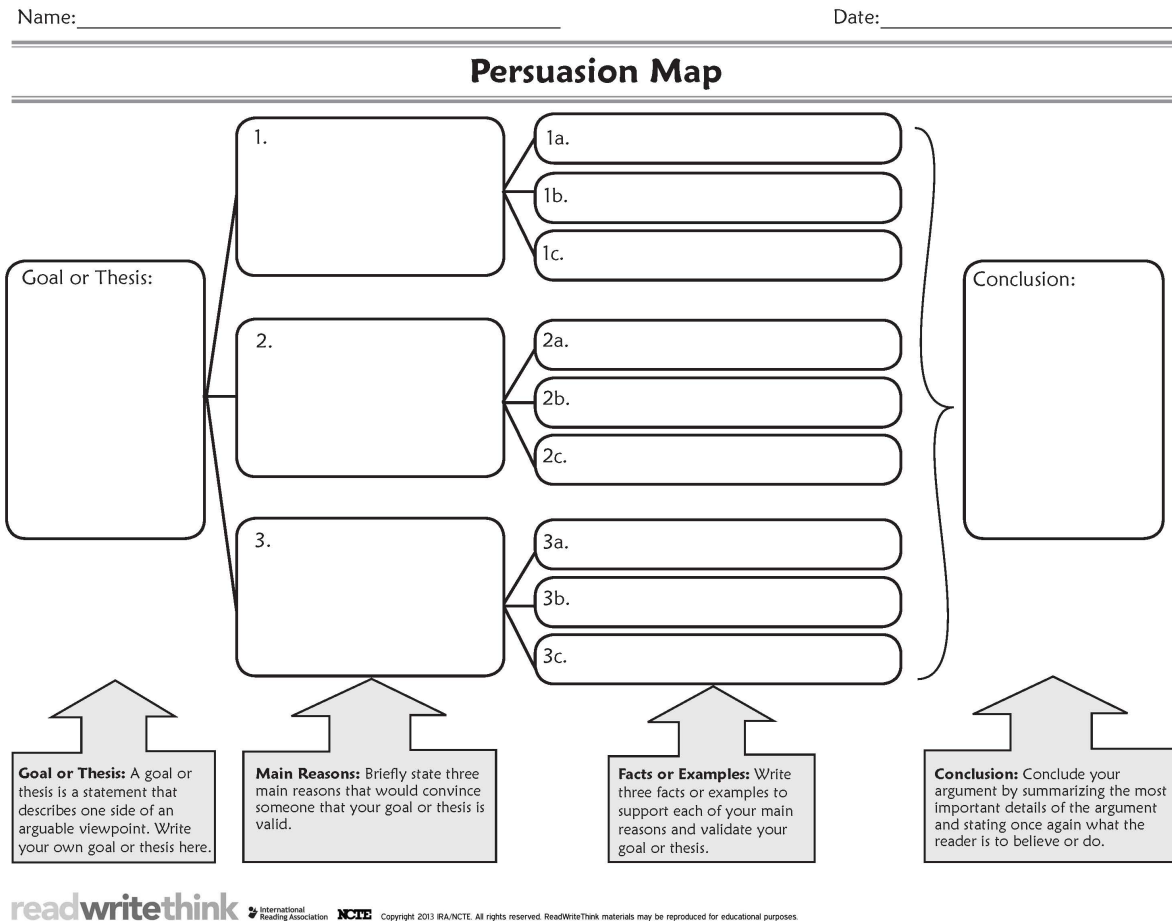 Name: Date:
Persuasion Map
Goal or Thesis:
1.
1a.
1b.
1c.
2.
2a.
2b.
2c.
3.
3a.
3b.
3c.
Conclusion:
Goal or Thesis: A goal or
thesis is a statement that
describes one side of an
arguable viewpoint. Write
your own goal or thesis here.
Main Reasons: Briefly state three
main reasons that would convince
someone that your goal or thesis is
valid.
Facts or Examples: Write
three facts or examples to
support each of your main
reasons and validate your
goal or thesis.
Conclusion: Conclude your
argument by summarizing the most
important details of the argument
and stating once again what the
reader is to believe or do.
readwritethink
International
Reading Association
NCTE
Copyright 2013 IRA/NCTE. All rights reserved. ReadWriteThink materials may be reproduced for educational purposes.